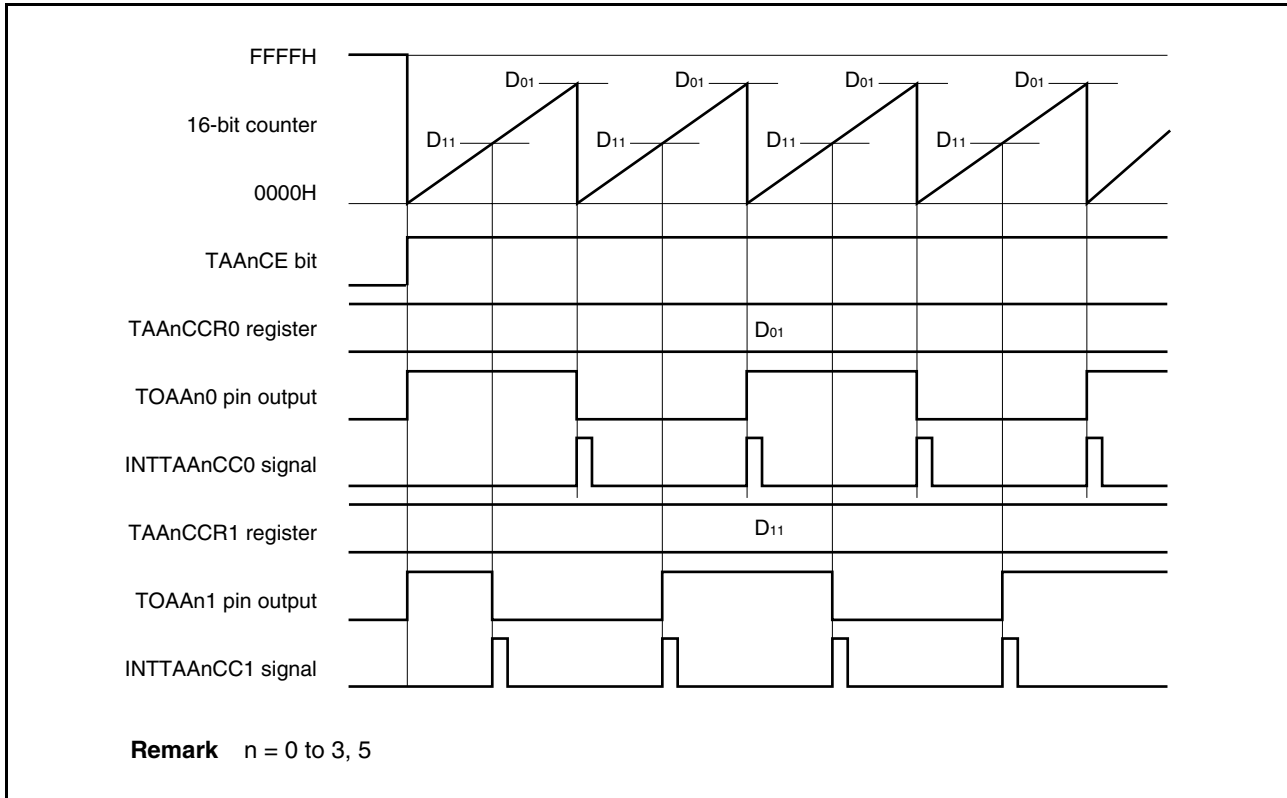 FFFFH
D01 D01 D01 D01
16-bit counter
D11 D11 D11 D11
0000H
TAAnCE bit
TAAnCCR0 register D01
TOAAn0 pin output
INTTAAnCC0 signal
TAAnCCR1 register D11
TOAAn1 pin output
INTTAAnCC1 signal
Remark n = 0 to 3, 5